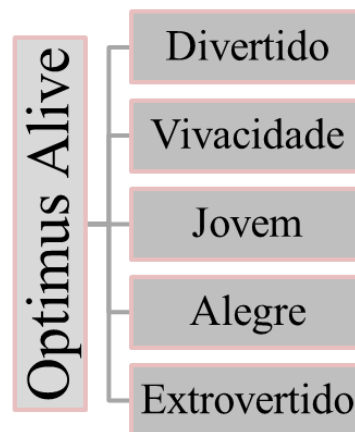 Optimus Alive
Divertido
Vivacidade
Jovem
Alegre
Extrovertido